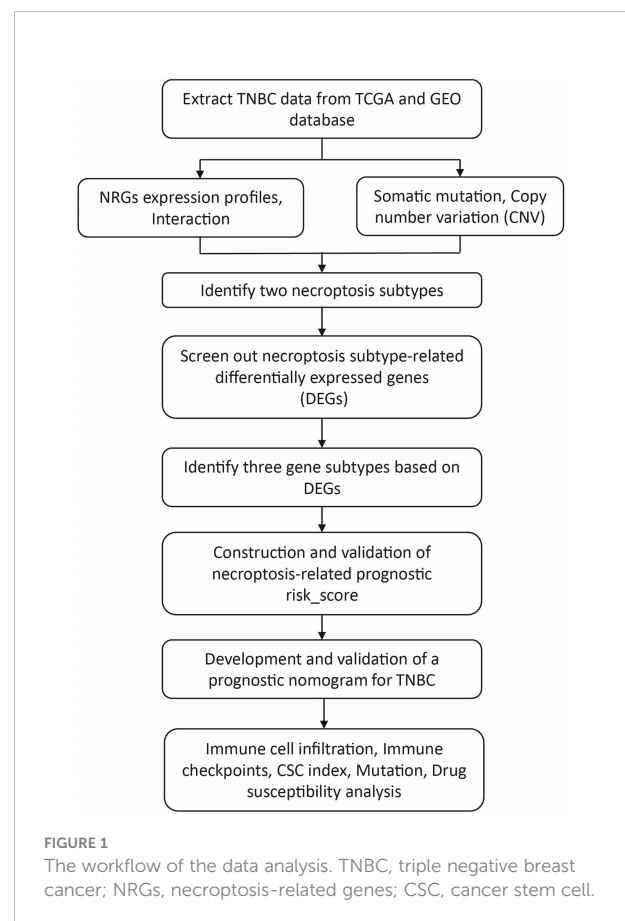 Extract TNBC data from TCGA and GEO
database
NRGs expression profiles,
Interaction
Somatic mutation, Copy
number variation (CNV)
Identify two necroptosis subtypes
Screen out necroptosis subtype-related
differentially expressed genes
(DEGs)
Identify three gene subtypes based on
DEGs
Construction and validation of
necroptosis-related prognostic
risk_score
Development and validation of a
prognostic nomogram for TNBC
Immune cell infiltration, Immune
checkpoints, CSC index, Mutation, Drug
susceptibility analysis
FIGURE 1
The workflow of the data analysis. TNBC, triple negative breast
cancer; NRGs, necroptosis-related genes; CSC, cancer stem cell.